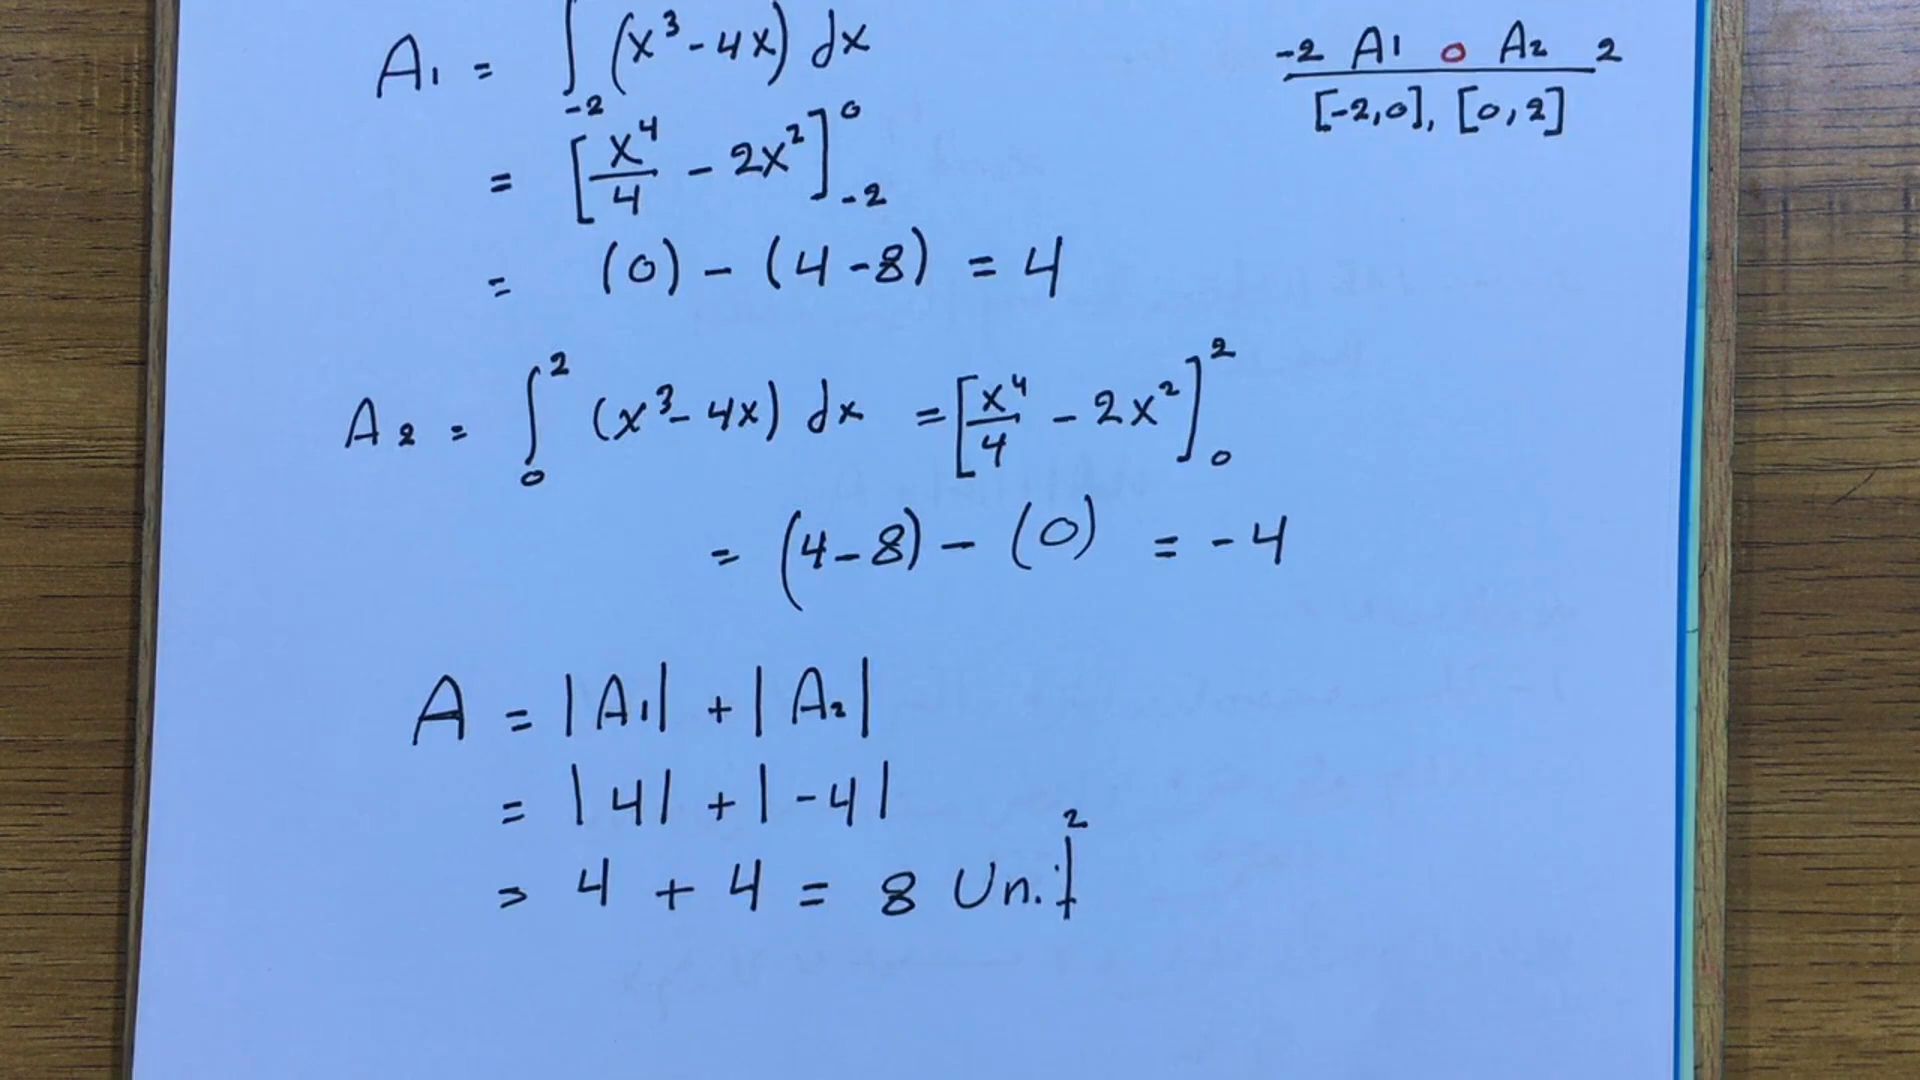 A₁ = ∫₋₂ (x³ - 4x) dx
-2 A1 0 A2 2
[-2,0], [0,2]
= [x⁴/4 - 2x²]₋₂⁰
= (0) - (4 - 8) = 4
A₂ = ∫₀² (x³ - 4x) dx = [x⁴/4 - 2x²]₀²
= (4 - 8) - (0) = -4
A = |A₁| + |A₂|
= |4| + |-4|
= 4 + 4 = 8 Unit²